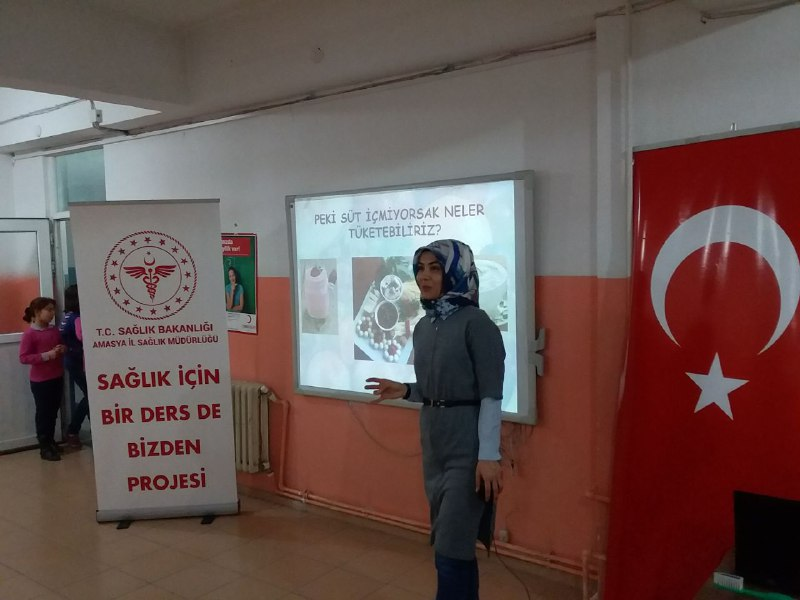 T.C. SAĞLIK BAKANLIĞI
AMASYA İL SAĞLIK MÜDÜRLÜĞÜ
SAĞLIK İÇİN
BİR DERS DE
BİZDEN
PROJESİ
PEKİ SÜT İÇMİYORSAK NELER
TÜKETEBİLİRİZ?